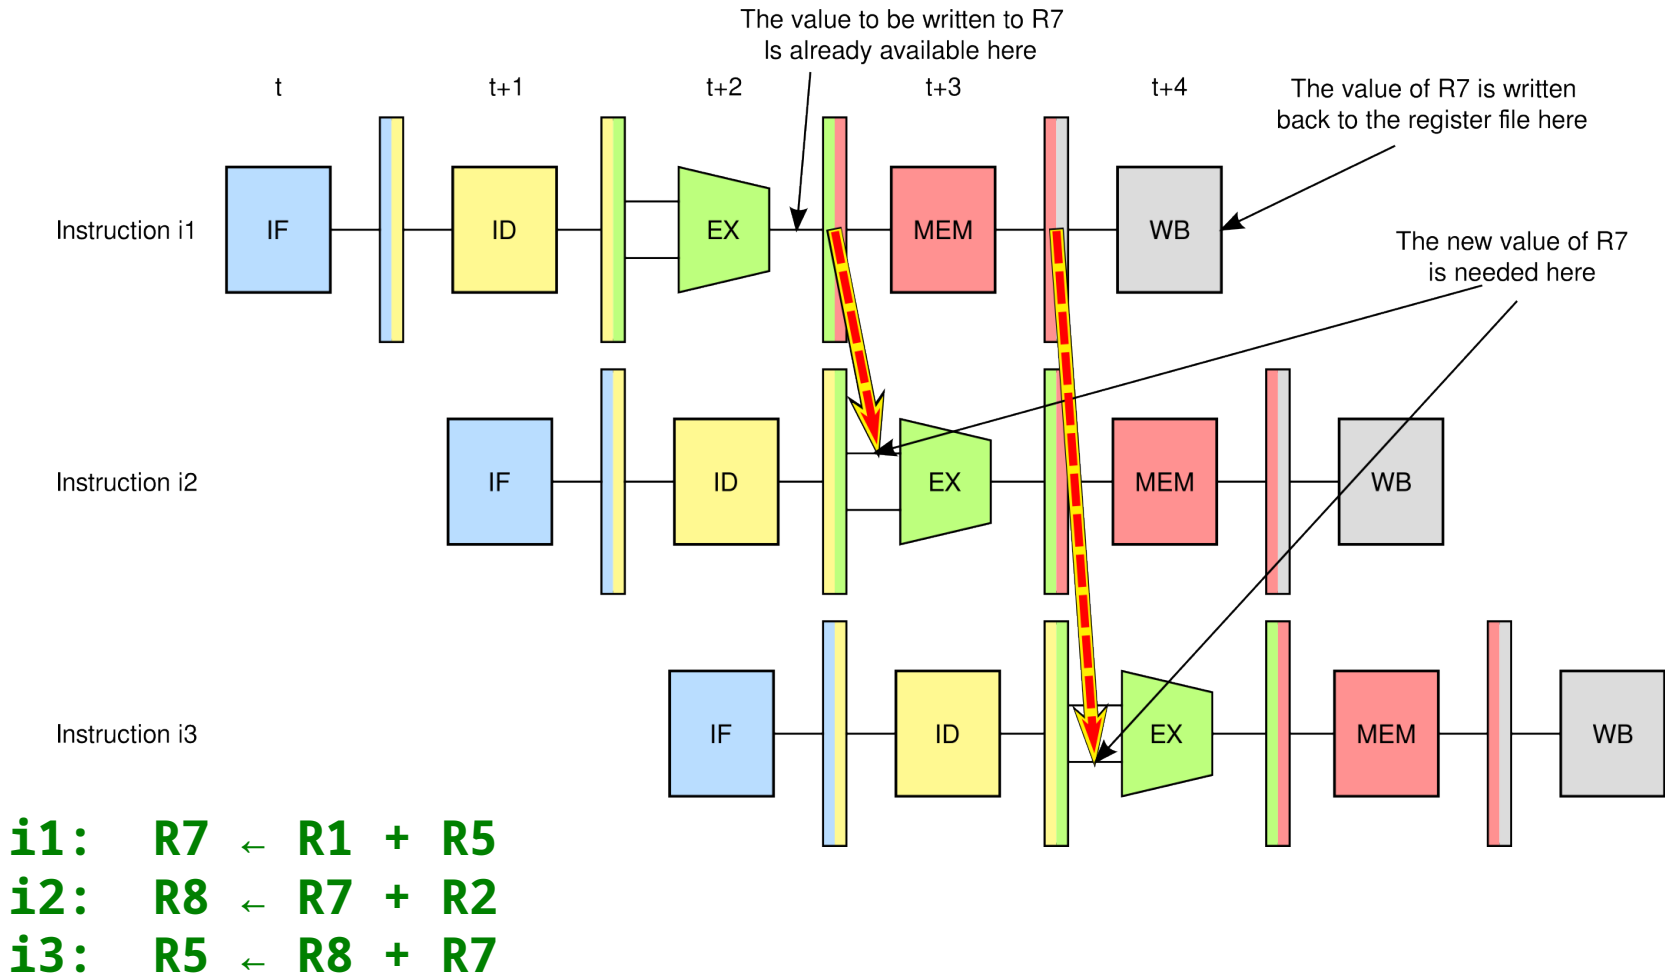 The value to be written to R7
Is already available here
t
t+1
t+2
t+3
t+4
The value of R7 is written
back to the register file here
Instruction i1
IF
ID
EX
MEM
WB
The new value of R7
is needed here
Instruction i2
IF
ID
EX
MEM
WB
Instruction i3
IF
ID
EX
MEM
WB
i1: R7 ← R1 + R5
i2: R8 ← R7 + R2
i3: R5 ← R8 + R7